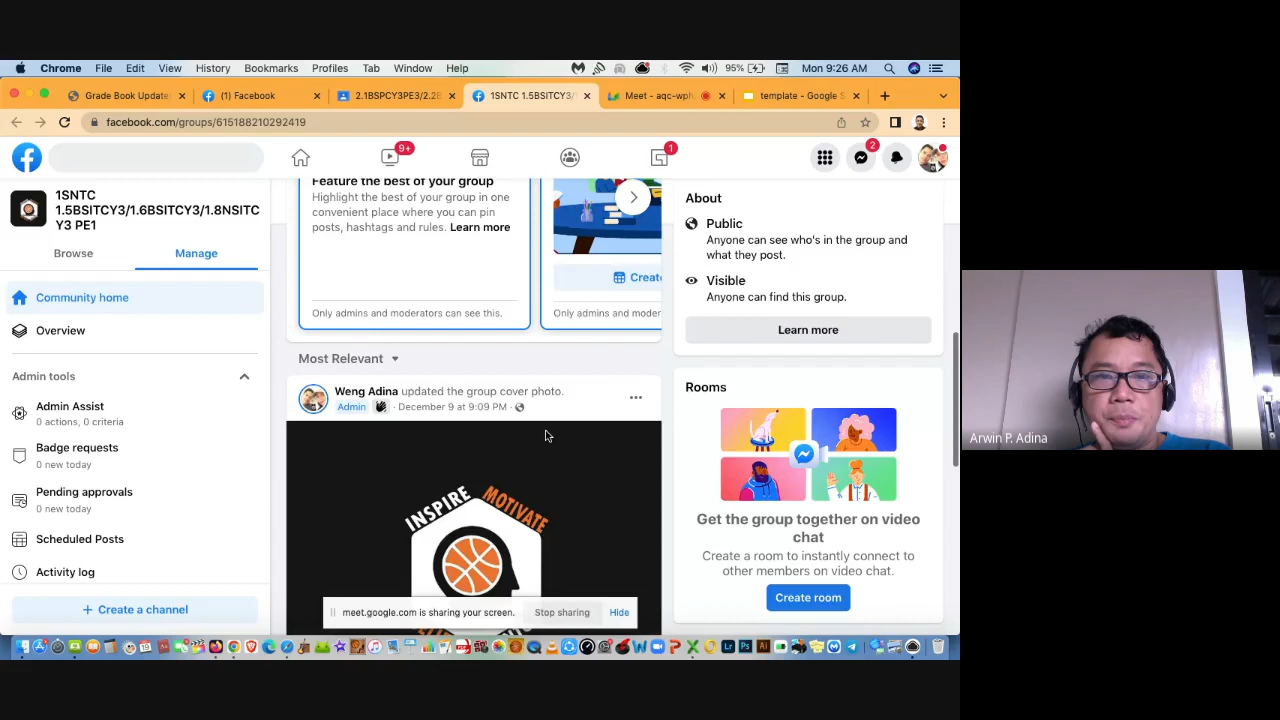 Chrome File Edit View History Bookmarks Profiles Tab Window Help 95% Mon 9:26 AM
Grade Book Update (1) Facebook 2.1BSPCY3PE3/2.2B 1SNTC 1.5BSITCY3/ Meet - aqc-wph template - Google S
facebook.com/groups/615188210292419
9+ 1 2
1SNTC
1.5BSITCY3/1.6BSITCY3/1.8NSITC
Y3 PE1
Browse Manage
Community home
Overview
Admin tools
Admin Assist
0 actions, 0 criteria
Badge requests
0 new today
Pending approvals
0 new today
Scheduled Posts
Activity log
+ Create a channel
Feature the best of your group
Highlight the best of your group in one
convenient place where you can pin
posts, hashtags and rules. Learn more
Only admins and moderators can see this.
Creat
Only admins and moder
Most Relevant
Weng Adina updated the group cover photo.
Admin · December 9 at 9:09 PM ·
INSPIRE MOTIVATE
meet.google.com is sharing your screen. Stop sharing Hide
About
Public
Anyone can see who's in the group and
what they post.
Visible
Anyone can find this group.
Learn more
Rooms
Get the group together on video
chat
Create a room to instantly connect to
other members on video chat.
Create room
Arwin P. Adina